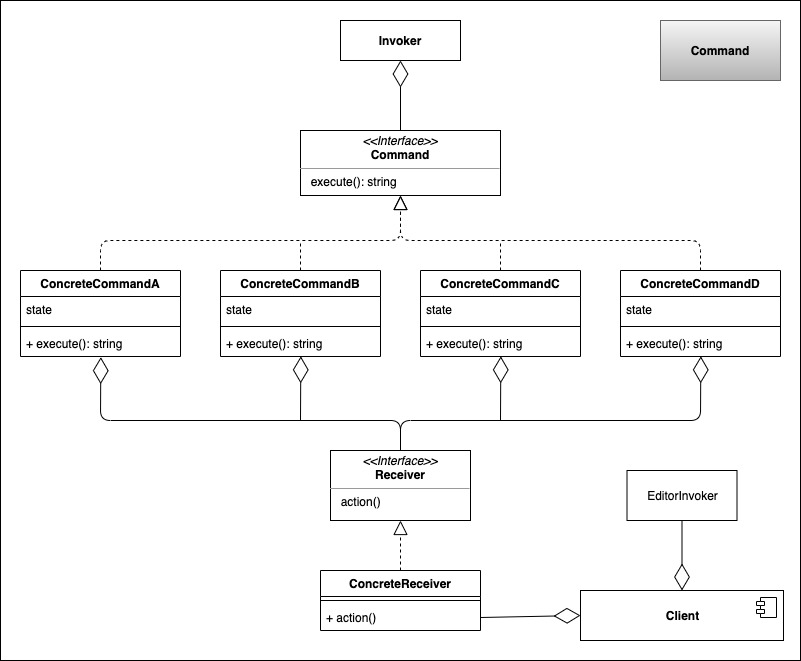 Invoker
Command
<<Interface>>
Command
execute(): string
ConcreteCommandA
state
+ execute(): string
ConcreteCommandB
state
+ execute(): string
ConcreteCommandC
state
+ execute(): string
ConcreteCommandD
state
+ execute(): string
<<Interface>>
Receiver
action()
EditorInvoker
ConcreteReceiver
+ action()
Client